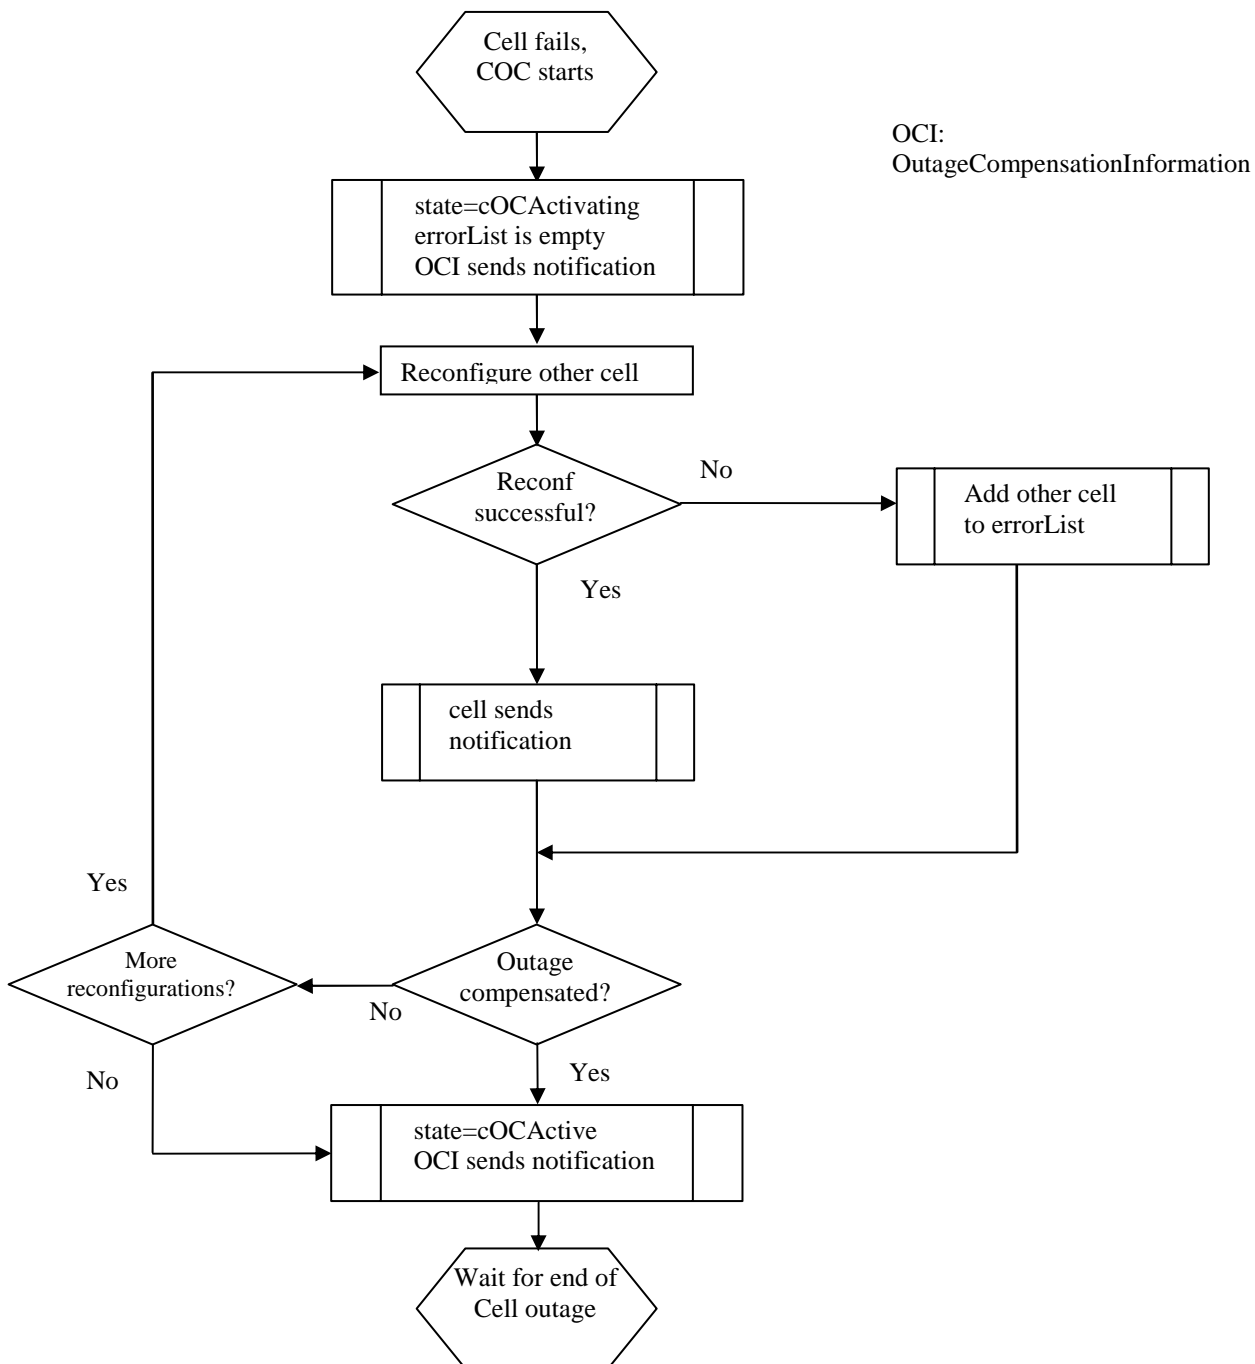 Cell fails,
COC starts
OCI:
OutageCompensationInformation
state=cOCActivating
errorList is empty
OCI sends notification
Reconfigure other cell
Reconf
successful?
No
Add other cell
to errorList
Yes
cell sends
notification
Yes
More
reconfigurations?
Outage
compensated?
No
No
Yes
state=cOCActive
OCI sends notification
Wait for end of
Cell outage